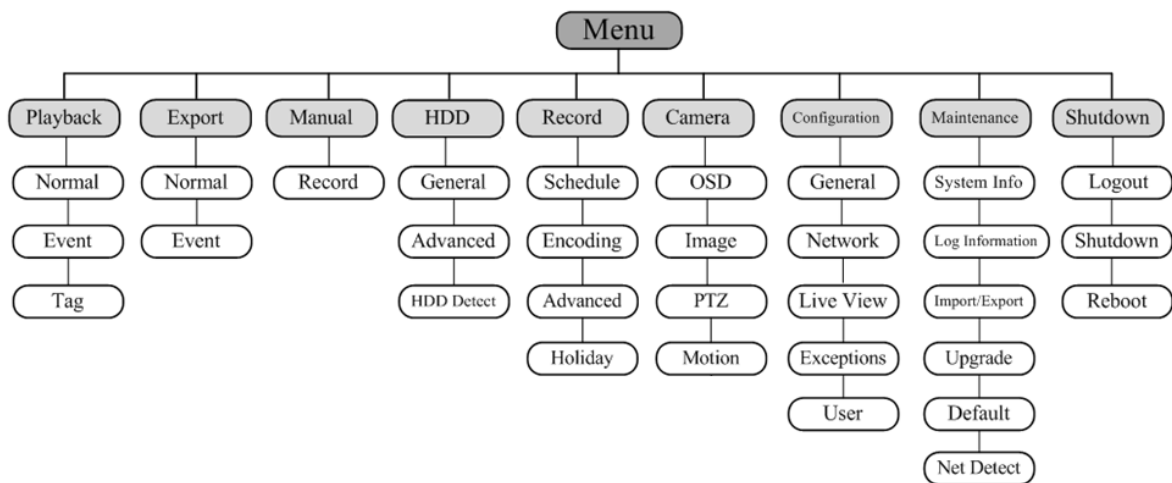 Menu
Playback
Export
Manual
HDD
Record
Camera
Configuration
Maintenance
Shutdown
Normal
Normal
Record
General
Schedule
OSD
General
System Info
Logout
Event
Event
Advanced
Encoding
Image
Network
Log Information
Shutdown
Tag
HDD Detect
Advanced
PTZ
Live View
Import/Export
Reboot
Holiday
Motion
Exceptions
Upgrade
User
Default
Net Detect